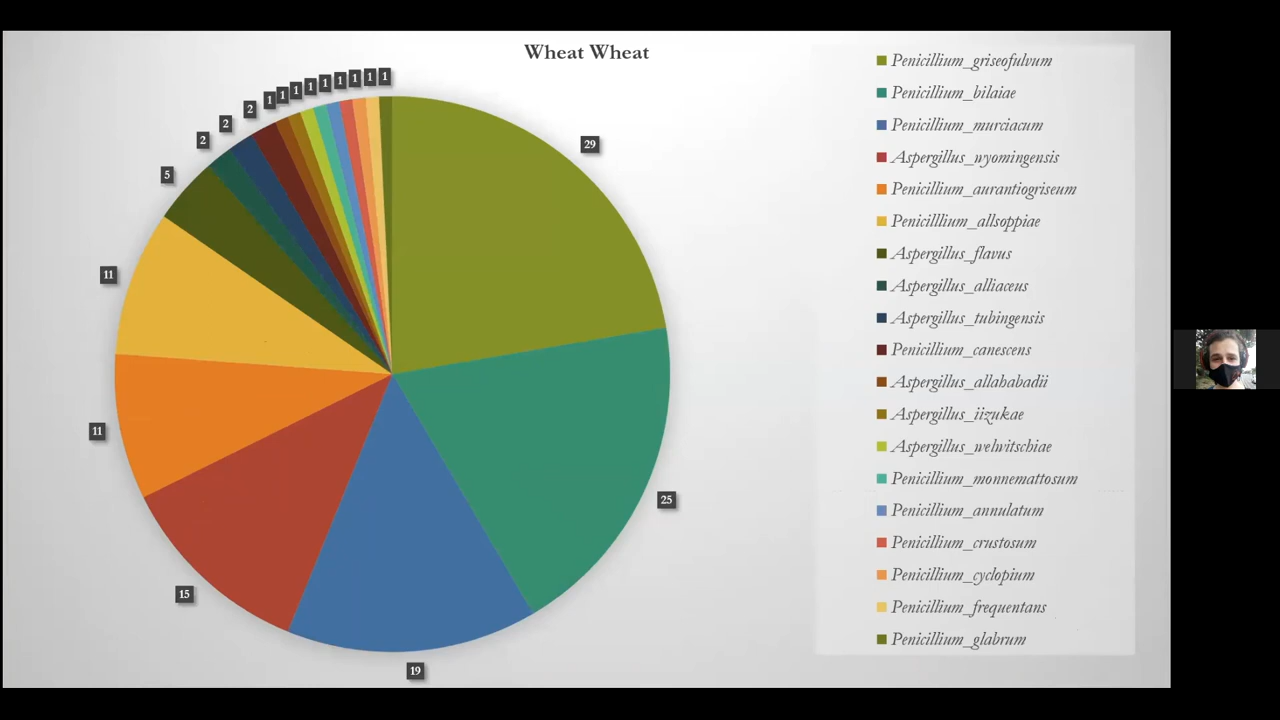 Wheat Wheat
1
1
1
1
1
1
1
1
1
2
2
2
5
11
11
15
19
25
29
Penicillium_griseofulvum
Penicillium_bilaiae
Penicillium_murciacum
Aspergillus_nyomingensis
Penicillium_aurantiogriseum
Penicilllium_allsoppiae
Aspergillus_flavus
Aspergillus_alliaceus
Aspergillus_tubingensis
Penicillium_canescens
Aspergillus_allahabadii
Aspergillus_iizukae
Aspergillus_welwitschiae
Penicillium_monnemattosum
Penicillium_annulatum
Penicillium_crustosum
Penicillium_cyclopium
Penicillium_frequentans
Penicillium_glabrum